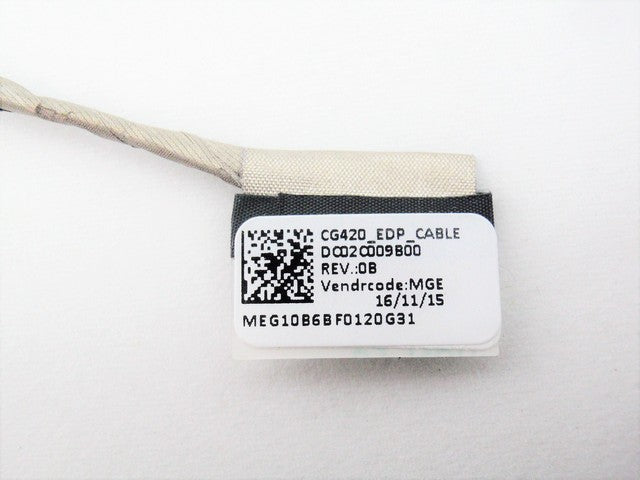 CG420_EDP_CABLE
DC02C009B00
REV.:0B
Vendrcode:MGE
16/11/15
MEG10B6BF0120G31